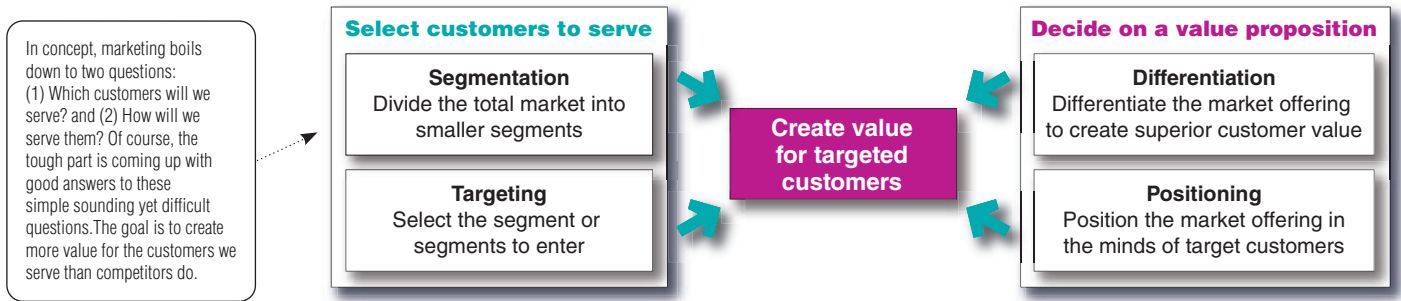 In concept, marketing boils
down to two questions:
(1) Which customers will we
serve? and (2) How will we
serve them? Of course, the
tough part is coming up with
good answers to these
simple sounding yet difficult
questions.The goal is to create
more value for the customers we
serve than competitors do.
Select customers to serve
Segmentation
Divide the total market into
smaller segments
Targeting
Select the segment or
segments to enter
Create value
for targeted
customers
Decide on a value proposition
Differentiation
Differentiate the market offering
to create superior customer value
Positioning
Position the market offering in
the minds of target customers